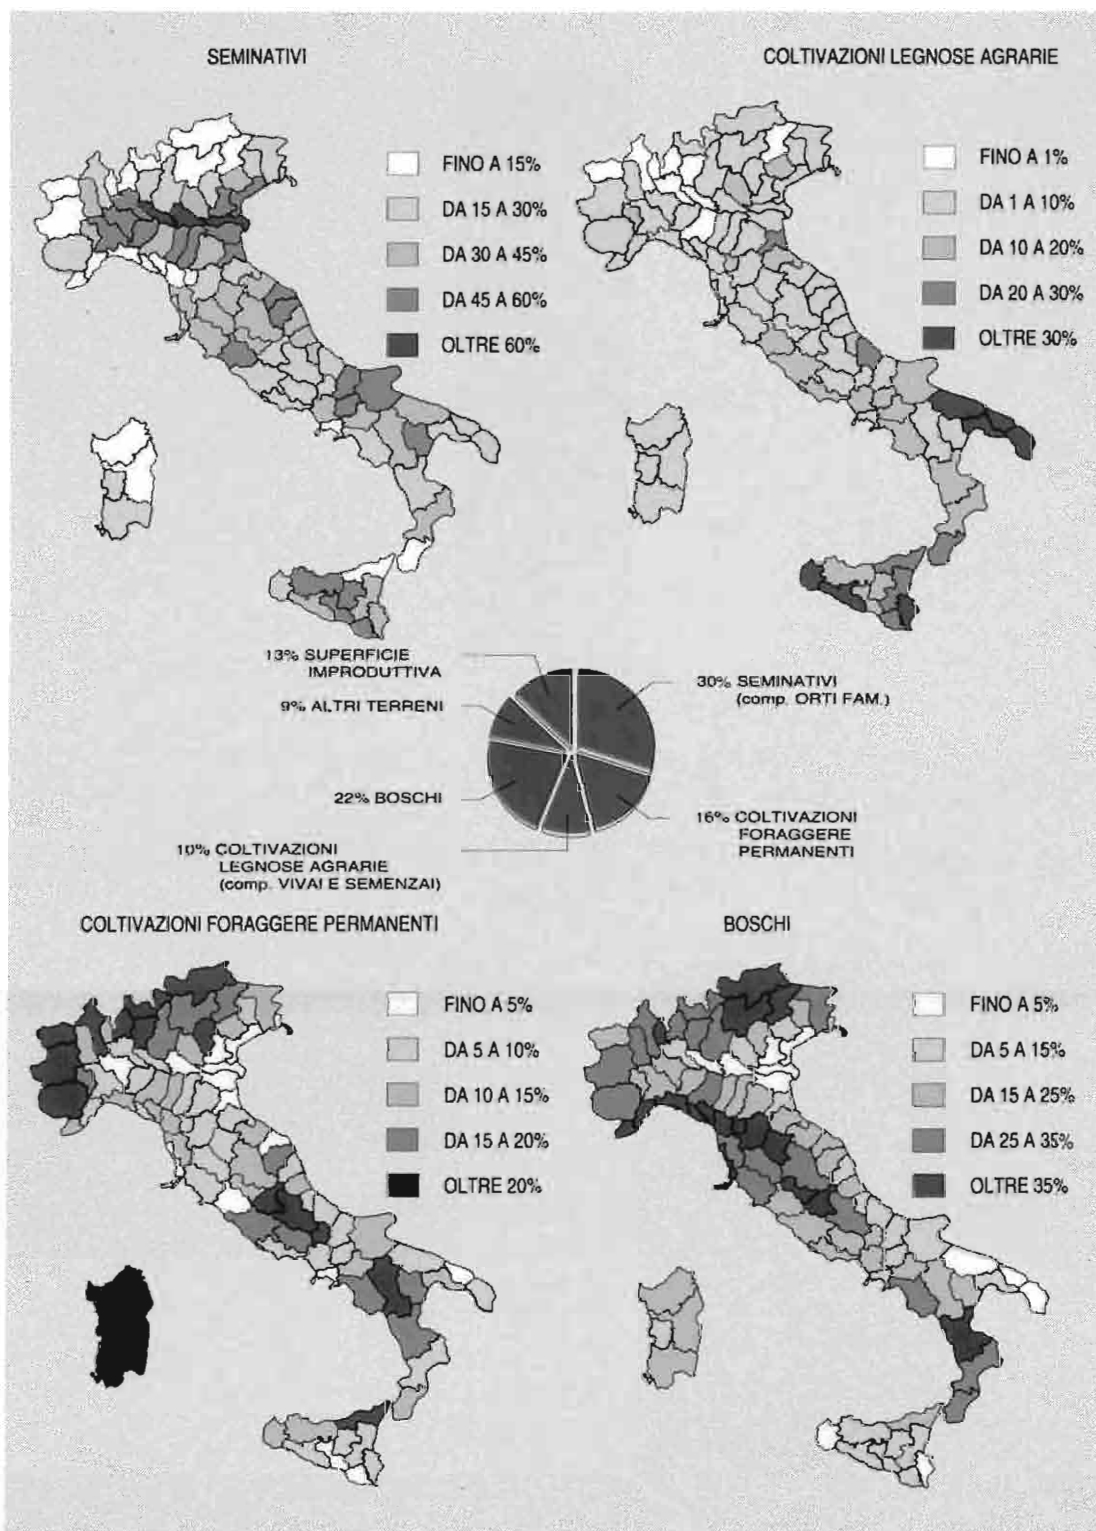 SEMINATIVI
FINO A 15%
DA 15 A 30%
DA 30 A 45%
DA 45 A 60%
OLTRE 60%
COLTIVAZIONI LEGNOSE AGRARIE
FINO A 1%
DA 1 A 10%
DA 10 A 20%
DA 20 A 30%
OLTRE 30%
13% SUPERFICIE
IMPRODUTTIVA
9% ALTRI TERRENI
22% BOSCHI
10% COLTIVAZIONI
LEGNOSE AGRARIE
(comp. VIVAI E SEMENZAI)
30% SEMINATIVI
(comp. ORTI FAM.)
16% COLTIVAZIONI
FORAGGERE
PERMANENTI
COLTIVAZIONI FORAGGERE PERMANENTI
FINO A 5%
DA 5 A 10%
DA 10 A 15%
DA 15 A 20%
OLTRE 20%
BOSCHI
FINO A 5%
DA 5 A 15%
DA 15 A 25%
DA 25 A 35%
OLTRE 35%